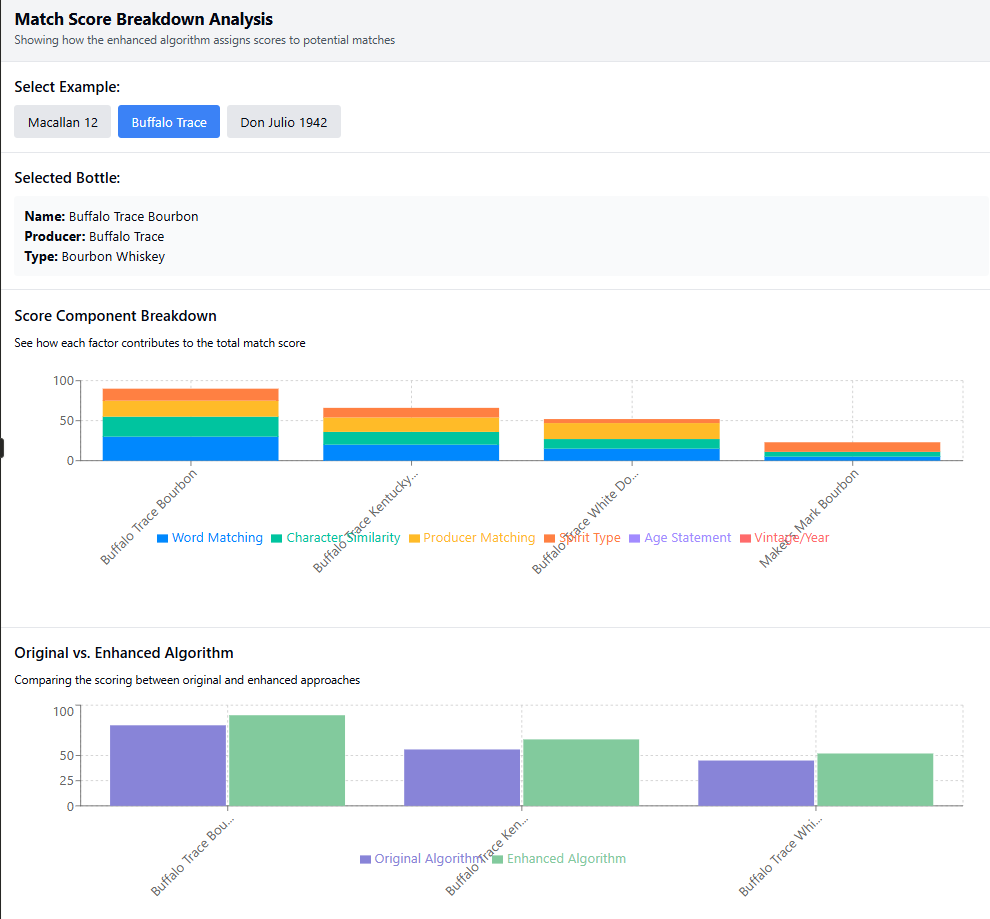 Match Score Breakdown Analysis
Showing how the enhanced algorithm assigns scores to potential matches
Select Example:
Macallan 12 Buffalo Trace Don Julio 1942
Selected Bottle:
Name: Buffalo Trace Bourbon
Producer: Buffalo Trace
Type: Bourbon Whiskey
Score Component Breakdown
See how each factor contributes to the total match score
100
50
0
Buffalo Trace Bourbon
Buffalo Trace Kentucky...
Buffalo Trace White Do...
Maker's Mark Bourbon
Word Matching Character Similarity Producer Matching Spirit Type Age Statement Vintage/Year
Original vs. Enhanced Algorithm
Comparing the scoring between original and enhanced approaches
100
50
25
0
Buffalo Trace Bou...
Buffalo Trace Ken...
Buffalo Trace Whi...
Original Algorithm Enhanced Algorithm